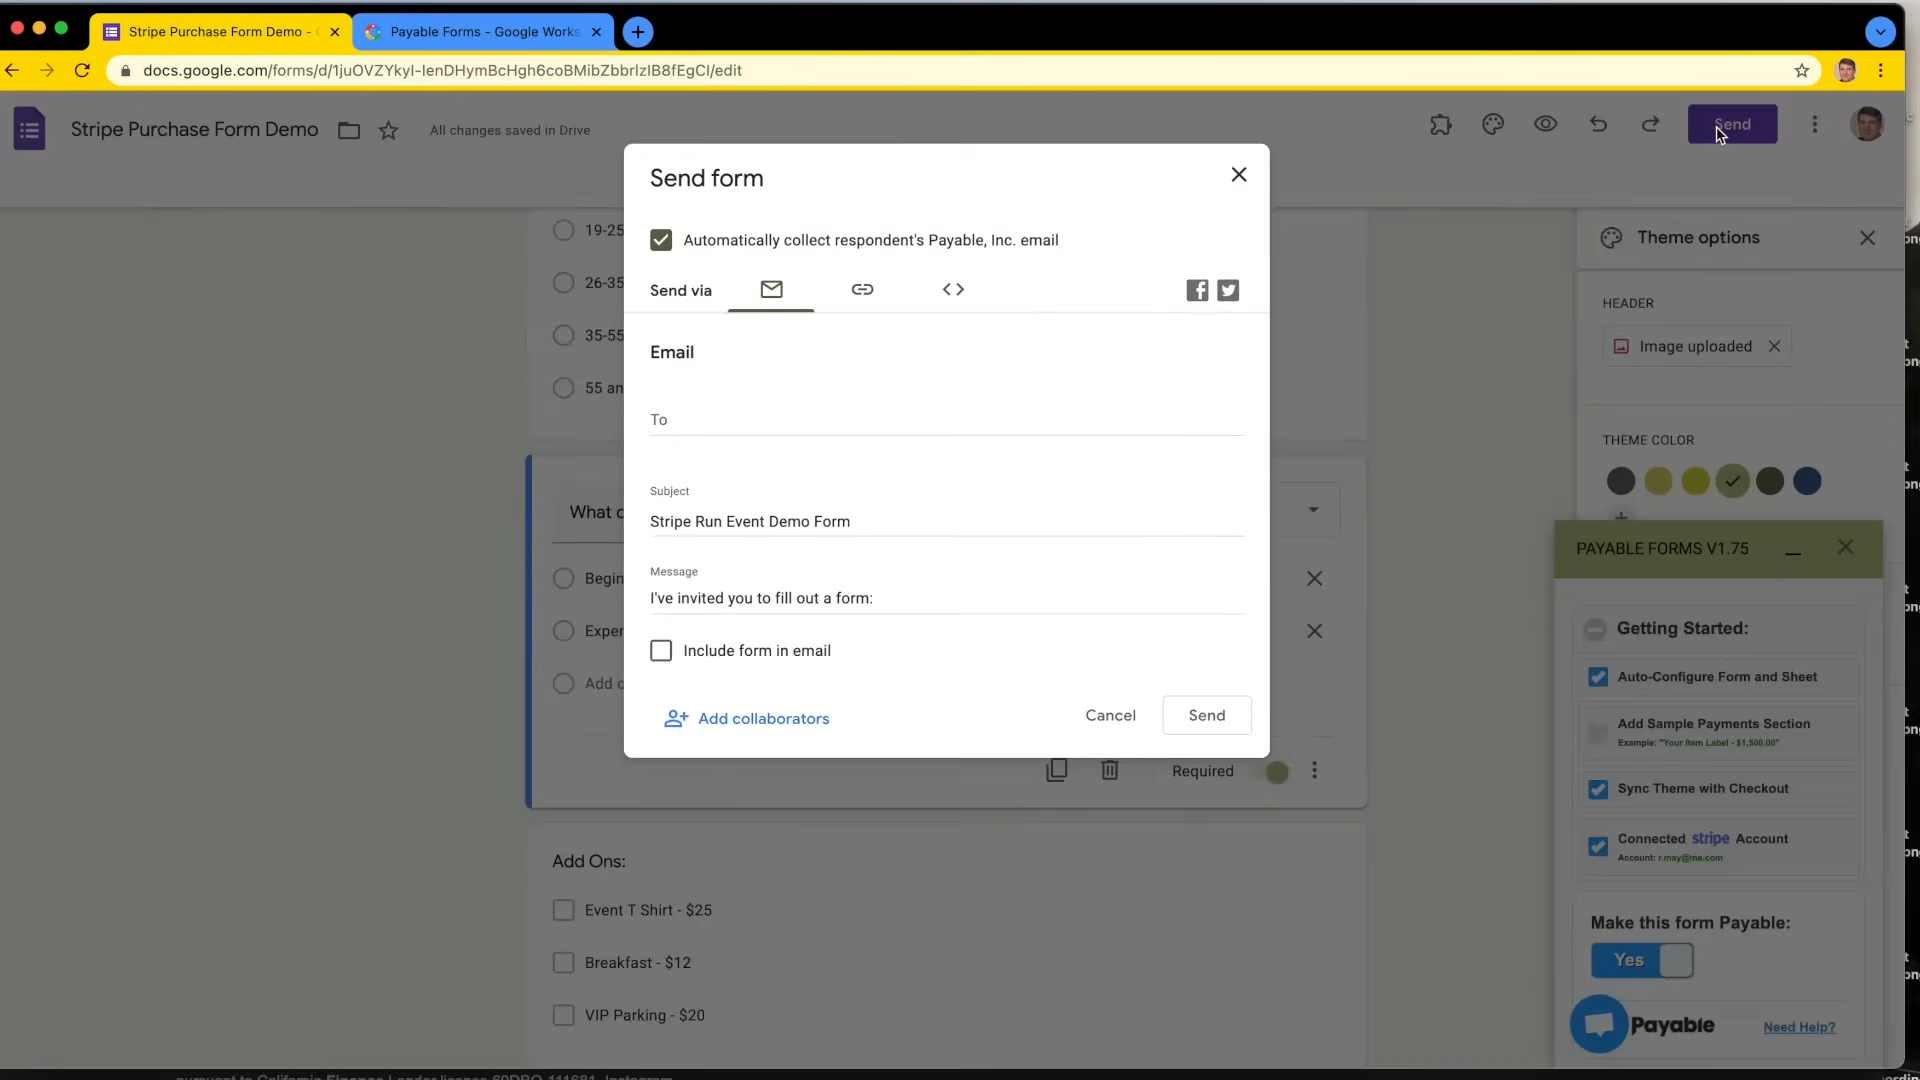 Stripe Purchase Form Demo -
Payable Forms - Google Works
docs.google.com/forms/d/1juOVZYkyI-IenDHymBcHgh6coBMibZbbrlzIB8fEgCI/edit
Stripe Purchase Form Demo
All changes saved in Drive
Send
Send form
Automatically collect respondent's Payable, Inc. email
Send via
Email
To
Subject
Stripe Run Event Demo Form
Message
I've invited you to fill out a form:
Include form in email
Add collaborators
Cancel
Send
19-25
26-35
35-55
55 an
What
Begin
Exper
Add
Required
Add Ons:
Event T Shirt - $25
Breakfast - $12
VIP Parking - $20
Theme options
HEADER
Image uploaded
THEME COLOR
PAYABLE FORMS V1.75
Getting Started:
Auto-Configure Form and Sheet
Add Sample Payments Section
Example: "Your Item Label - $1,500.00"
Sync Theme with Checkout
Connected stripe Account
Account: r.may@me.com
Make this form Payable:
Yes
Payable
Need Help?